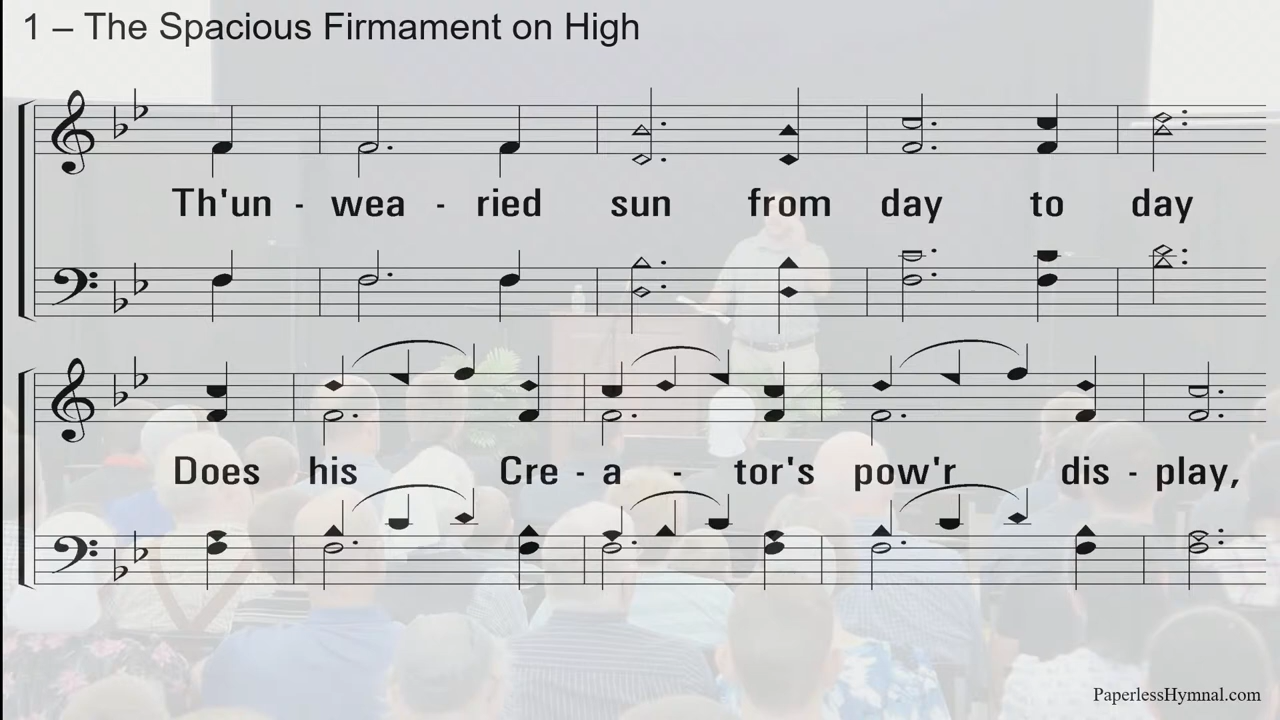 1 – The Spacious Firmament on High
Th'un - wea - ried sun from day to day
Does his Cre - a - tor's pow'r dis - play,
PaperlessHymnal.com